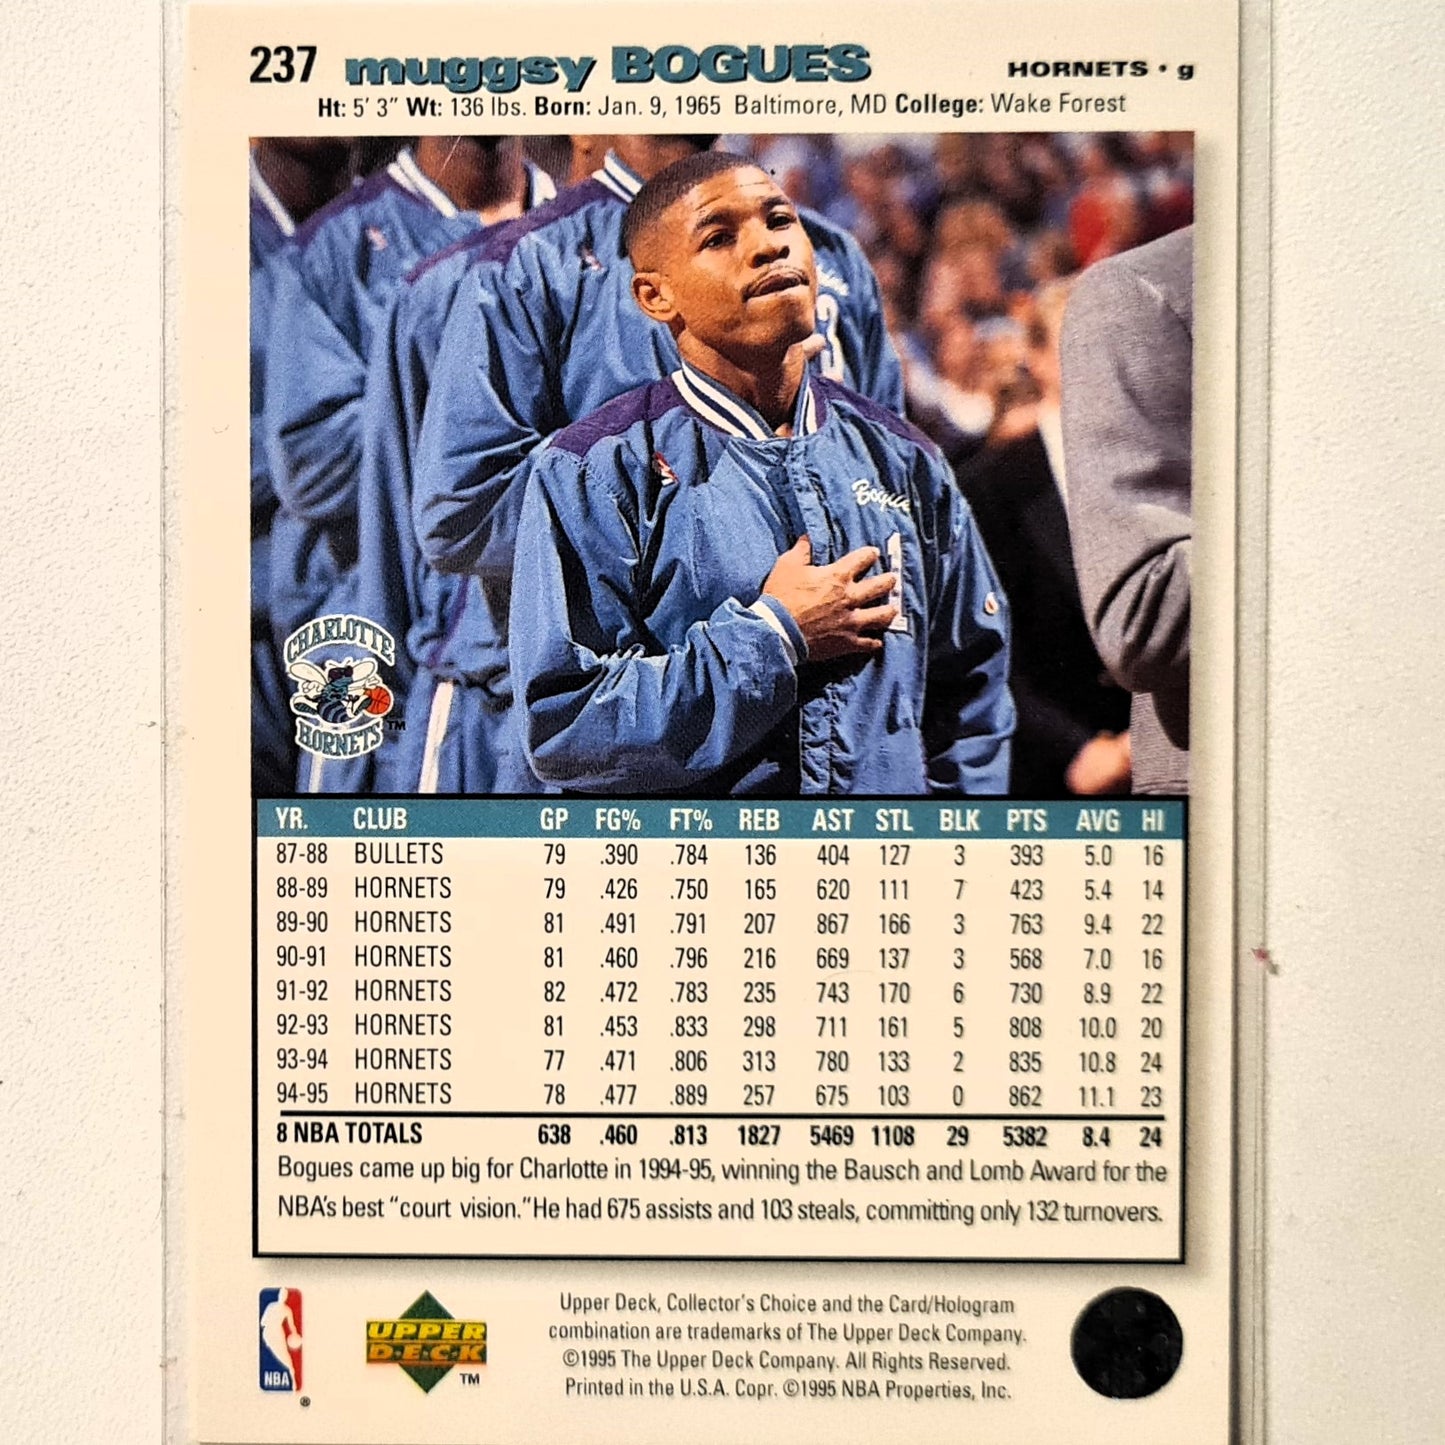 237 muggsy BOGUES HORNETS • g
Ht: 5' 3" Wt: 136 lbs. Born: Jan. 9, 1965 Baltimore, MD College: Wake Forest
Bogues
1
CHARLOTTE
HORNETS TM
YR. CLUB GP FG% FT% REB AST STL BLK PTS AVG HI
87-88 BULLETS 79 .390 .784 136 404 127 3 393 5.0 16
88-89 HORNETS 79 .426 .750 165 620 111 7 423 5.4 14
89-90 HORNETS 81 .491 .791 207 867 166 3 763 9.4 22
90-91 HORNETS 81 .460 .796 216 669 137 3 568 7.0 16
91-92 HORNETS 82 .472 .783 235 743 170 6 730 8.9 22
92-93 HORNETS 81 .453 .833 298 711 161 5 808 10.0 20
93-94 HORNETS 77 .471 .806 313 780 133 2 835 10.8 24
94-95 HORNETS 78 .477 .889 257 675 103 0 862 11.1 23
8 NBA TOTALS 638 .460 .813 1827 5469 1108 29 5382 8.4 24
Bogues came up big for Charlotte in 1994-95, winning the Bausch and Lomb Award for the
NBA's best "court vision." He had 675 assists and 103 steals, committing only 132 turnovers.
NBA ®
UPPER
D·E·C·K TM
Upper Deck, Collector's Choice and the Card/Hologram
combination are trademarks of The Upper Deck Company.
©1995 The Upper Deck Company. All Rights Reserved.
Printed in the U.S.A. Copr. ©1995 NBA Properties, Inc.